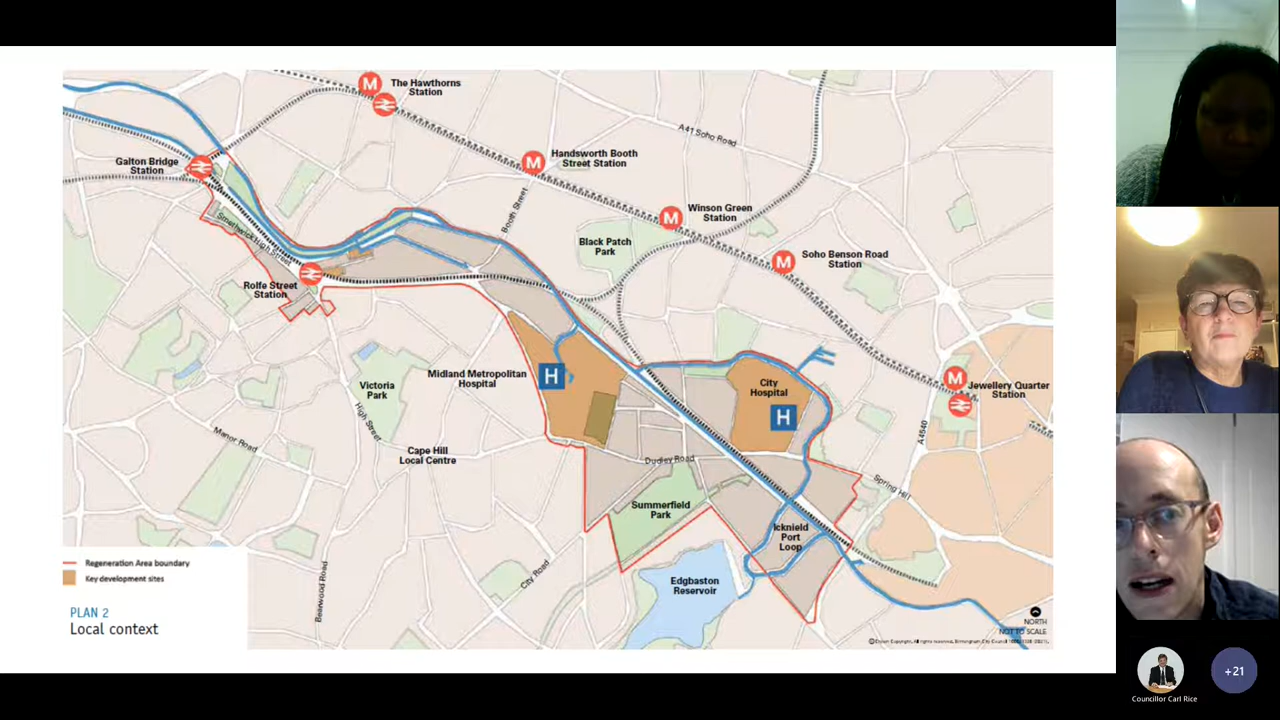 The Hawthorns
Station
Galton Bridge
Station
Handsworth Booth
Street Station
A41 Soho Road
Winson Green
Station
Booth Street
Black Patch
Park
Soho Benson Road
Station
Smethwick High Street
Rolfe Street
Station
Midland Metropolitan
Hospital
H
City
Hospital
H
Jewellery Quarter
Station
Victoria
Park
High Street
A4540
Manor Road
Cape Hill
Local Centre
Dudley Road
Spring Hill
Summerfield
Park
Icknield
Port
Loop
Edgbaston
Reservoir
City Road
Bearwood Road
Regeneration Area boundary
Key development sites
PLAN 2
Local context
NORTH
NOT TO SCALE
M
M
M
M
M
Councillor Carl Rice
+21